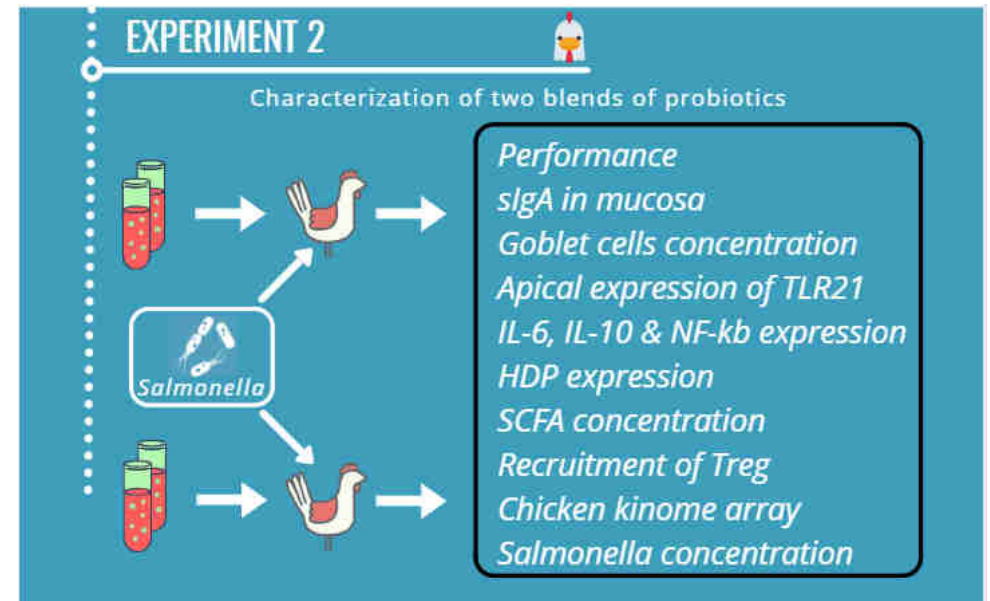 EXPERIMENT 2
Characterization of two blends of probiotics
Performance
sIgA in mucosa
Goblet cells concentration
Apical expression of TLR21
IL-6, IL-10 & NF-kb expression
HDP expression
SCFA concentration
Recruitment of Treg
Chicken kinome array
Salmonella concentration
Salmonella